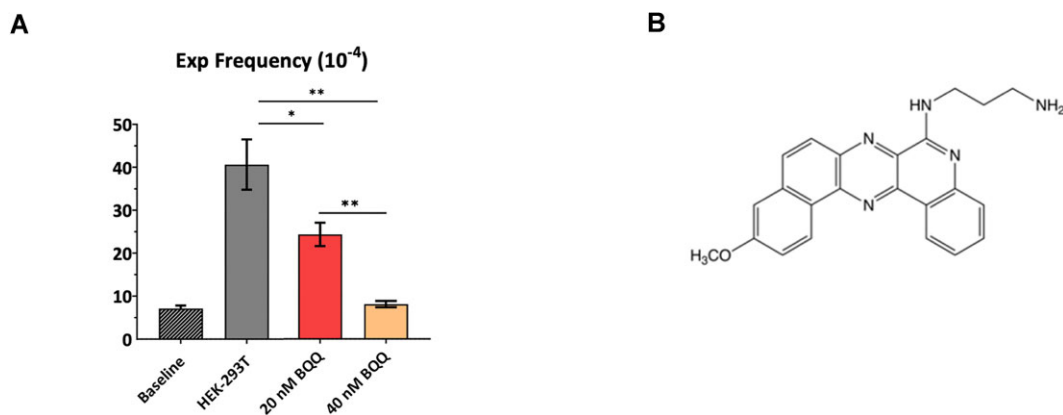 A
Exp Frequency (10⁻⁴)
**
*
**
50
40
30
20
10
0
Baseline
HEK-293T
20 nM BQQ
40 nM BQQ
B
HN
NH₂
N
N
N
H₃CO